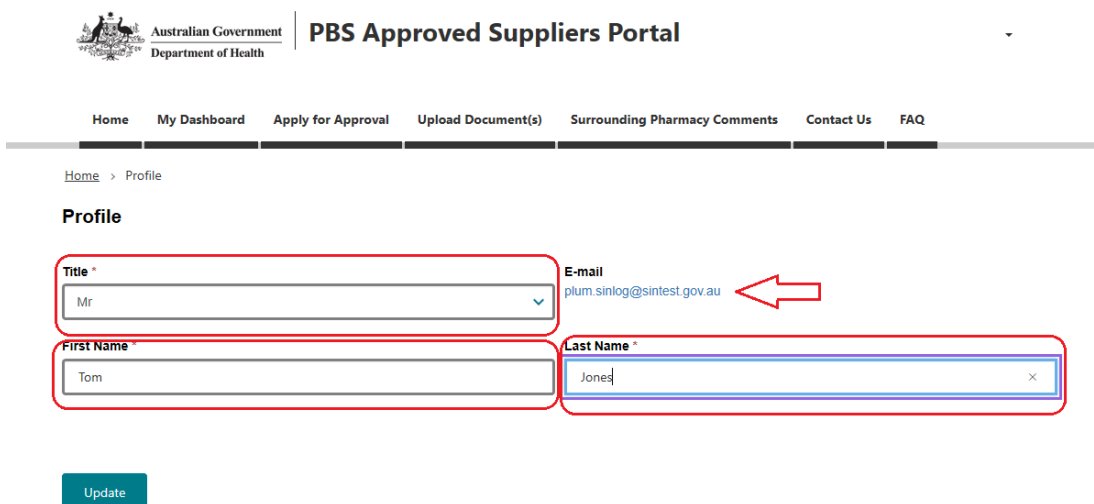 Australian Government
Department of Health
PBS Approved Suppliers Portal
Home My Dashboard Apply for Approval Upload Document(s) Surrounding Pharmacy Comments Contact Us FAQ
Home > Profile
Profile
Title *
Mr
E-mail
plum.sinlog@sintest.gov.au
First Name *
Tom
Last Name *
Jones
Update